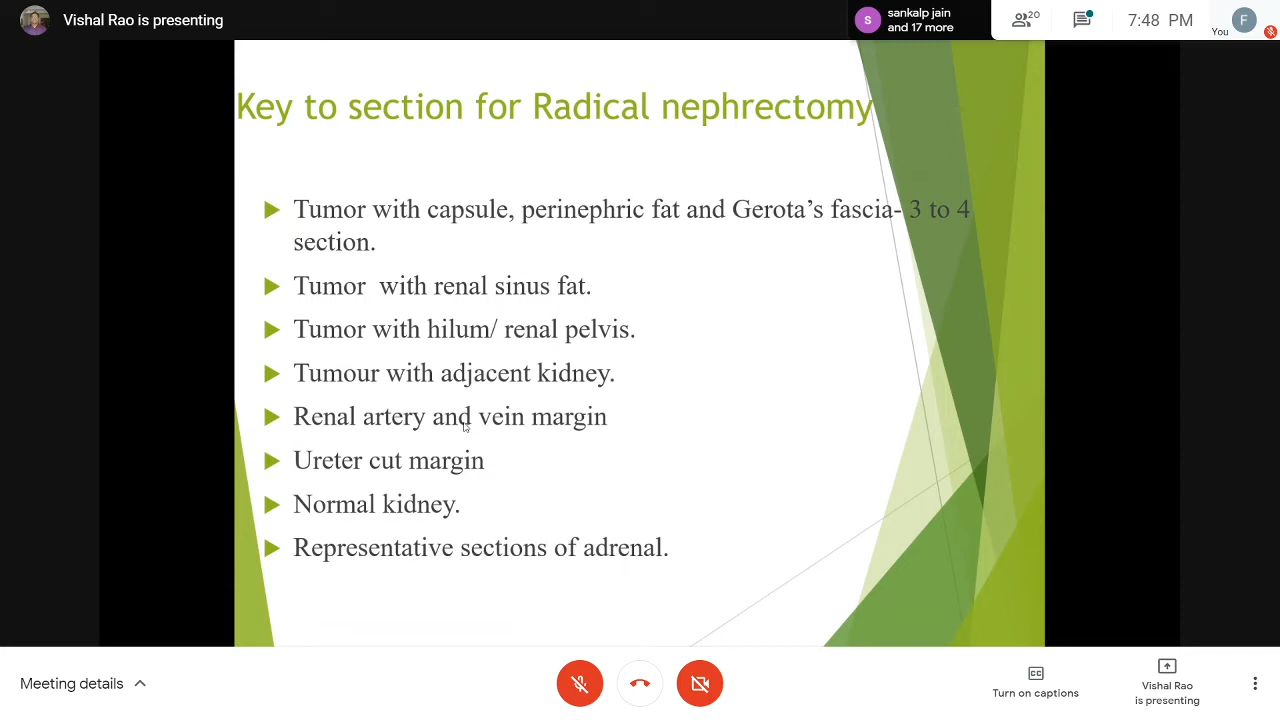 Vishal Rao is presenting
S
sankalp jain
and 17 more
20
7:48 PM
You
F
Key to section for Radical nephrectomy
Tumor with capsule, perinephric fat and Gerota’s fascia- 3 to 4
section.
Tumor with renal sinus fat.
Tumor with hilum/ renal pelvis.
Tumour with adjacent kidney.
Renal artery and vein margin
Ureter cut margin
Normal kidney.
Representative sections of adrenal.
Meeting details
CC
Turn on captions
Vishal Rao
is presenting